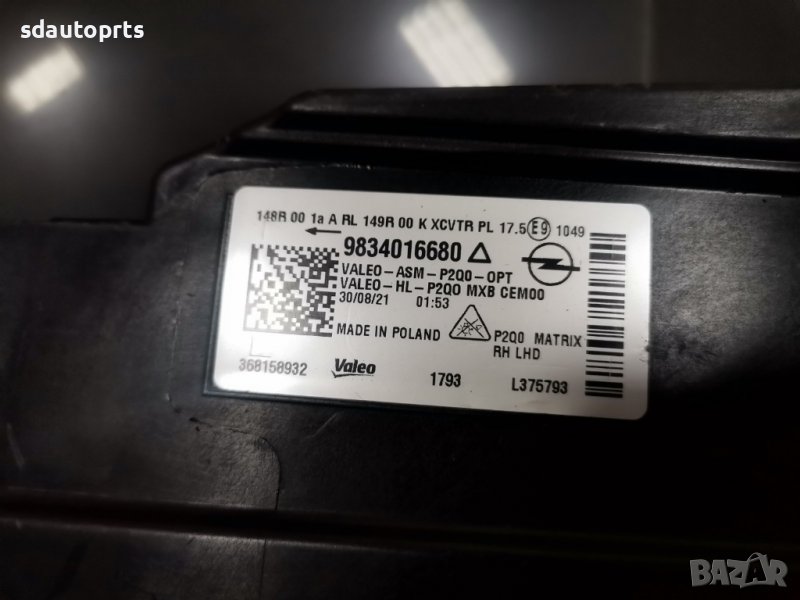 sdautoprts
148R 00 1a A RL 149R 00 K XCVTR PL 17.5 E9 1049
9834016680
VALEO-ASM-P2Q0-OPT
VALEO-HL-P2QO MXB CEM00
30/08/21 01:53
MADE IN POLAND P2Q0 MATRIX
RH LHD
368158932 Valeo 1793 L375793
BAZAR